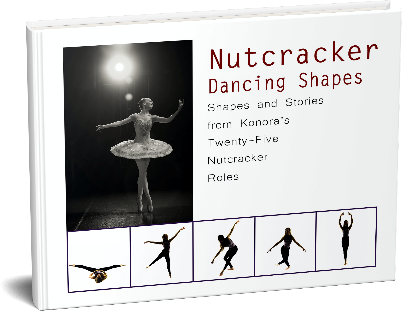 Nutcracker
Dancing Shapes
Shapes and Stories
from Konora's
Twenty-Five
Nutcracker
Roles